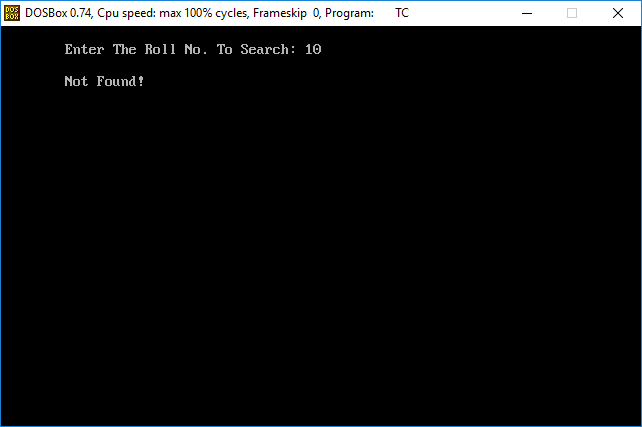 DOS BOX
DOSBox 0.74, Cpu speed: max 100% cycles, Frameskip 0, Program: TC
Enter The Roll No. To Search: 10
Not Found!